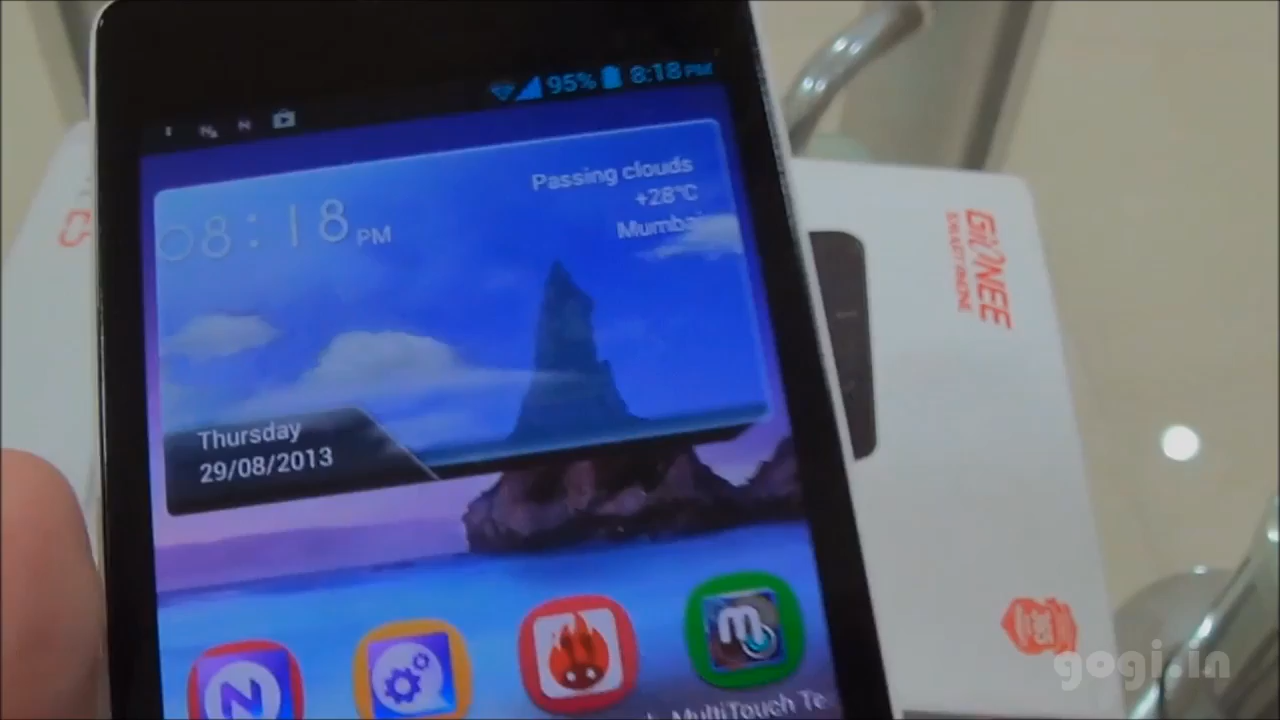 95% 8:18 PM
08:18 PM
Passing clouds
+28°C
Mumbai
Thursday
29/08/2013
N
m
MultiTouch Te
GiONEE
SMARTPHONE
gogi.in